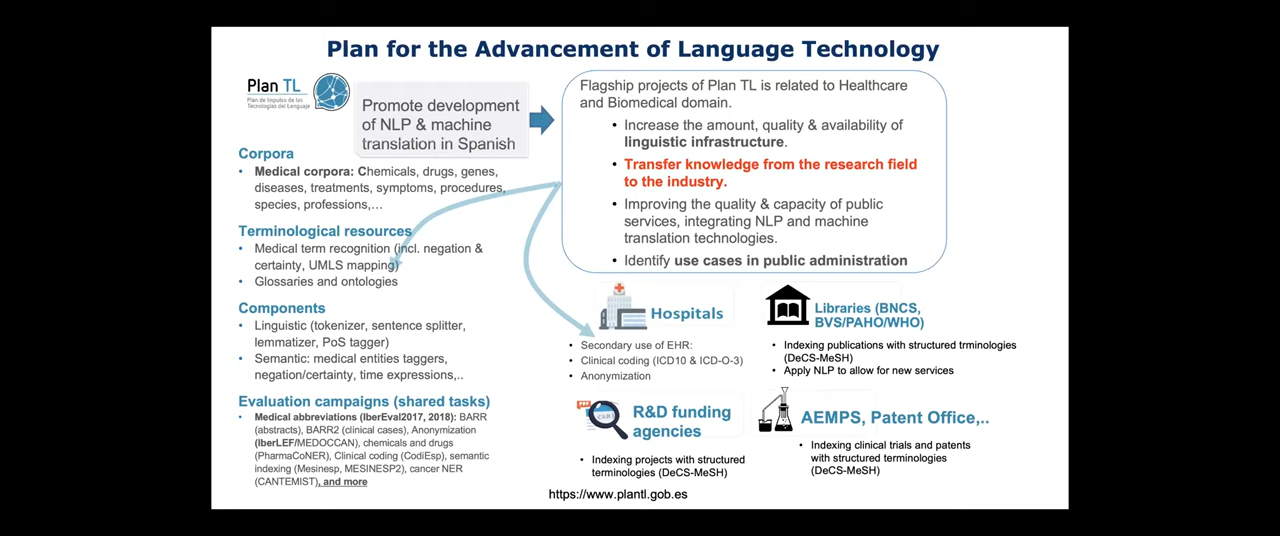 Plan for the Advancement of Language Technology
Plan TL
Plan de Impulso de las
Tecnologías del Lenguaje
Promote development
of NLP & machine
translation in Spanish
Flagship projects of Plan TL is related to Healthcare
and Biomedical domain.
• Increase the amount, quality & availability of
linguistic infrastructure.
• Transfer knowledge from the research field
to the industry.
• Improving the quality & capacity of public
services, integrating NLP and machine
translation technologies.
• Identify use cases in public administration
Corpora
• Medical corpora: Chemicals, drugs, genes,
diseases, treatments, symptoms, procedures,
species, professions,...
Terminological resources
• Medical term recognition (incl. negation &
certainty, UMLS mapping)
• Glossaries and ontologies
Components
• Linguistic (tokenizer, sentence splitter,
lemmatizer, PoS tagger)
• Semantic: medical entities taggers,
negation/certainty, time expressions,..
Evaluation campaigns (shared tasks)
• Medical abbreviations (IberEval2017, 2018): BARR
(abstracts), BARR2 (clinical cases), Anonymization
(IberLEF/MEDOCCAN), chemicals and drugs
(PharmaCoNER), Clinical coding (CodiEsp), semantic
indexing (Mesinesp, MESINESP2), cancer NER
(CANTEMIST), and more
Hospitals
• Secondary use of EHR:
• Clinical coding (ICD10 & ICD-O-3)
• Anonymization
Libraries (BNCS,
BVS/PAHO/WHO)
• Indexing publications with structured trminologies
(DeCS-MeSH)
• Apply NLP to allow for new services
R&D funding
agencies
• Indexing projects with structured
terminologies (DeCS-MeSH)
AEMPS, Patent Office,..
• Indexing clinical trials and patents
with structured terminologies
(DeCS-MeSH)
https://www.plantl.gob.es